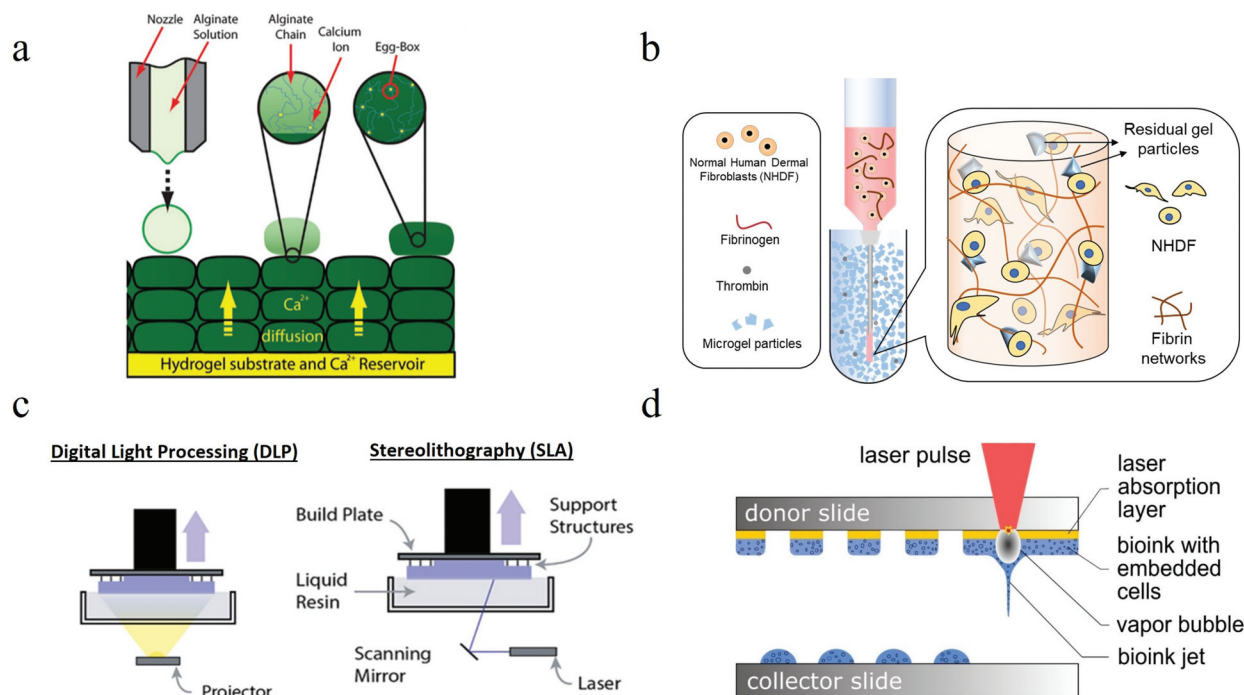 a
Nozzle
Alginate
Solution
Alginate
Chain
Calcium
Ion
Egg-Box
Ca2+
diffusion
Hydrogel substrate and Ca2+ Reservoir
b
Normal Human Dermal
Fibroblasts (NHDF)
Fibrinogen
Thrombin
Microgel particles
Residual gel
particles
NHDF
Fibrin
networks
c
Digital Light Processing (DLP)
Stereolithography (SLA)
Build Plate
Support
Structures
Liquid
Resin
Scanning
Mirror
Laser
Projector
d
laser pulse
donor slide
laser
absorption
layer
bioink with
embedded
cells
vapor bubble
bioink jet
collector slide